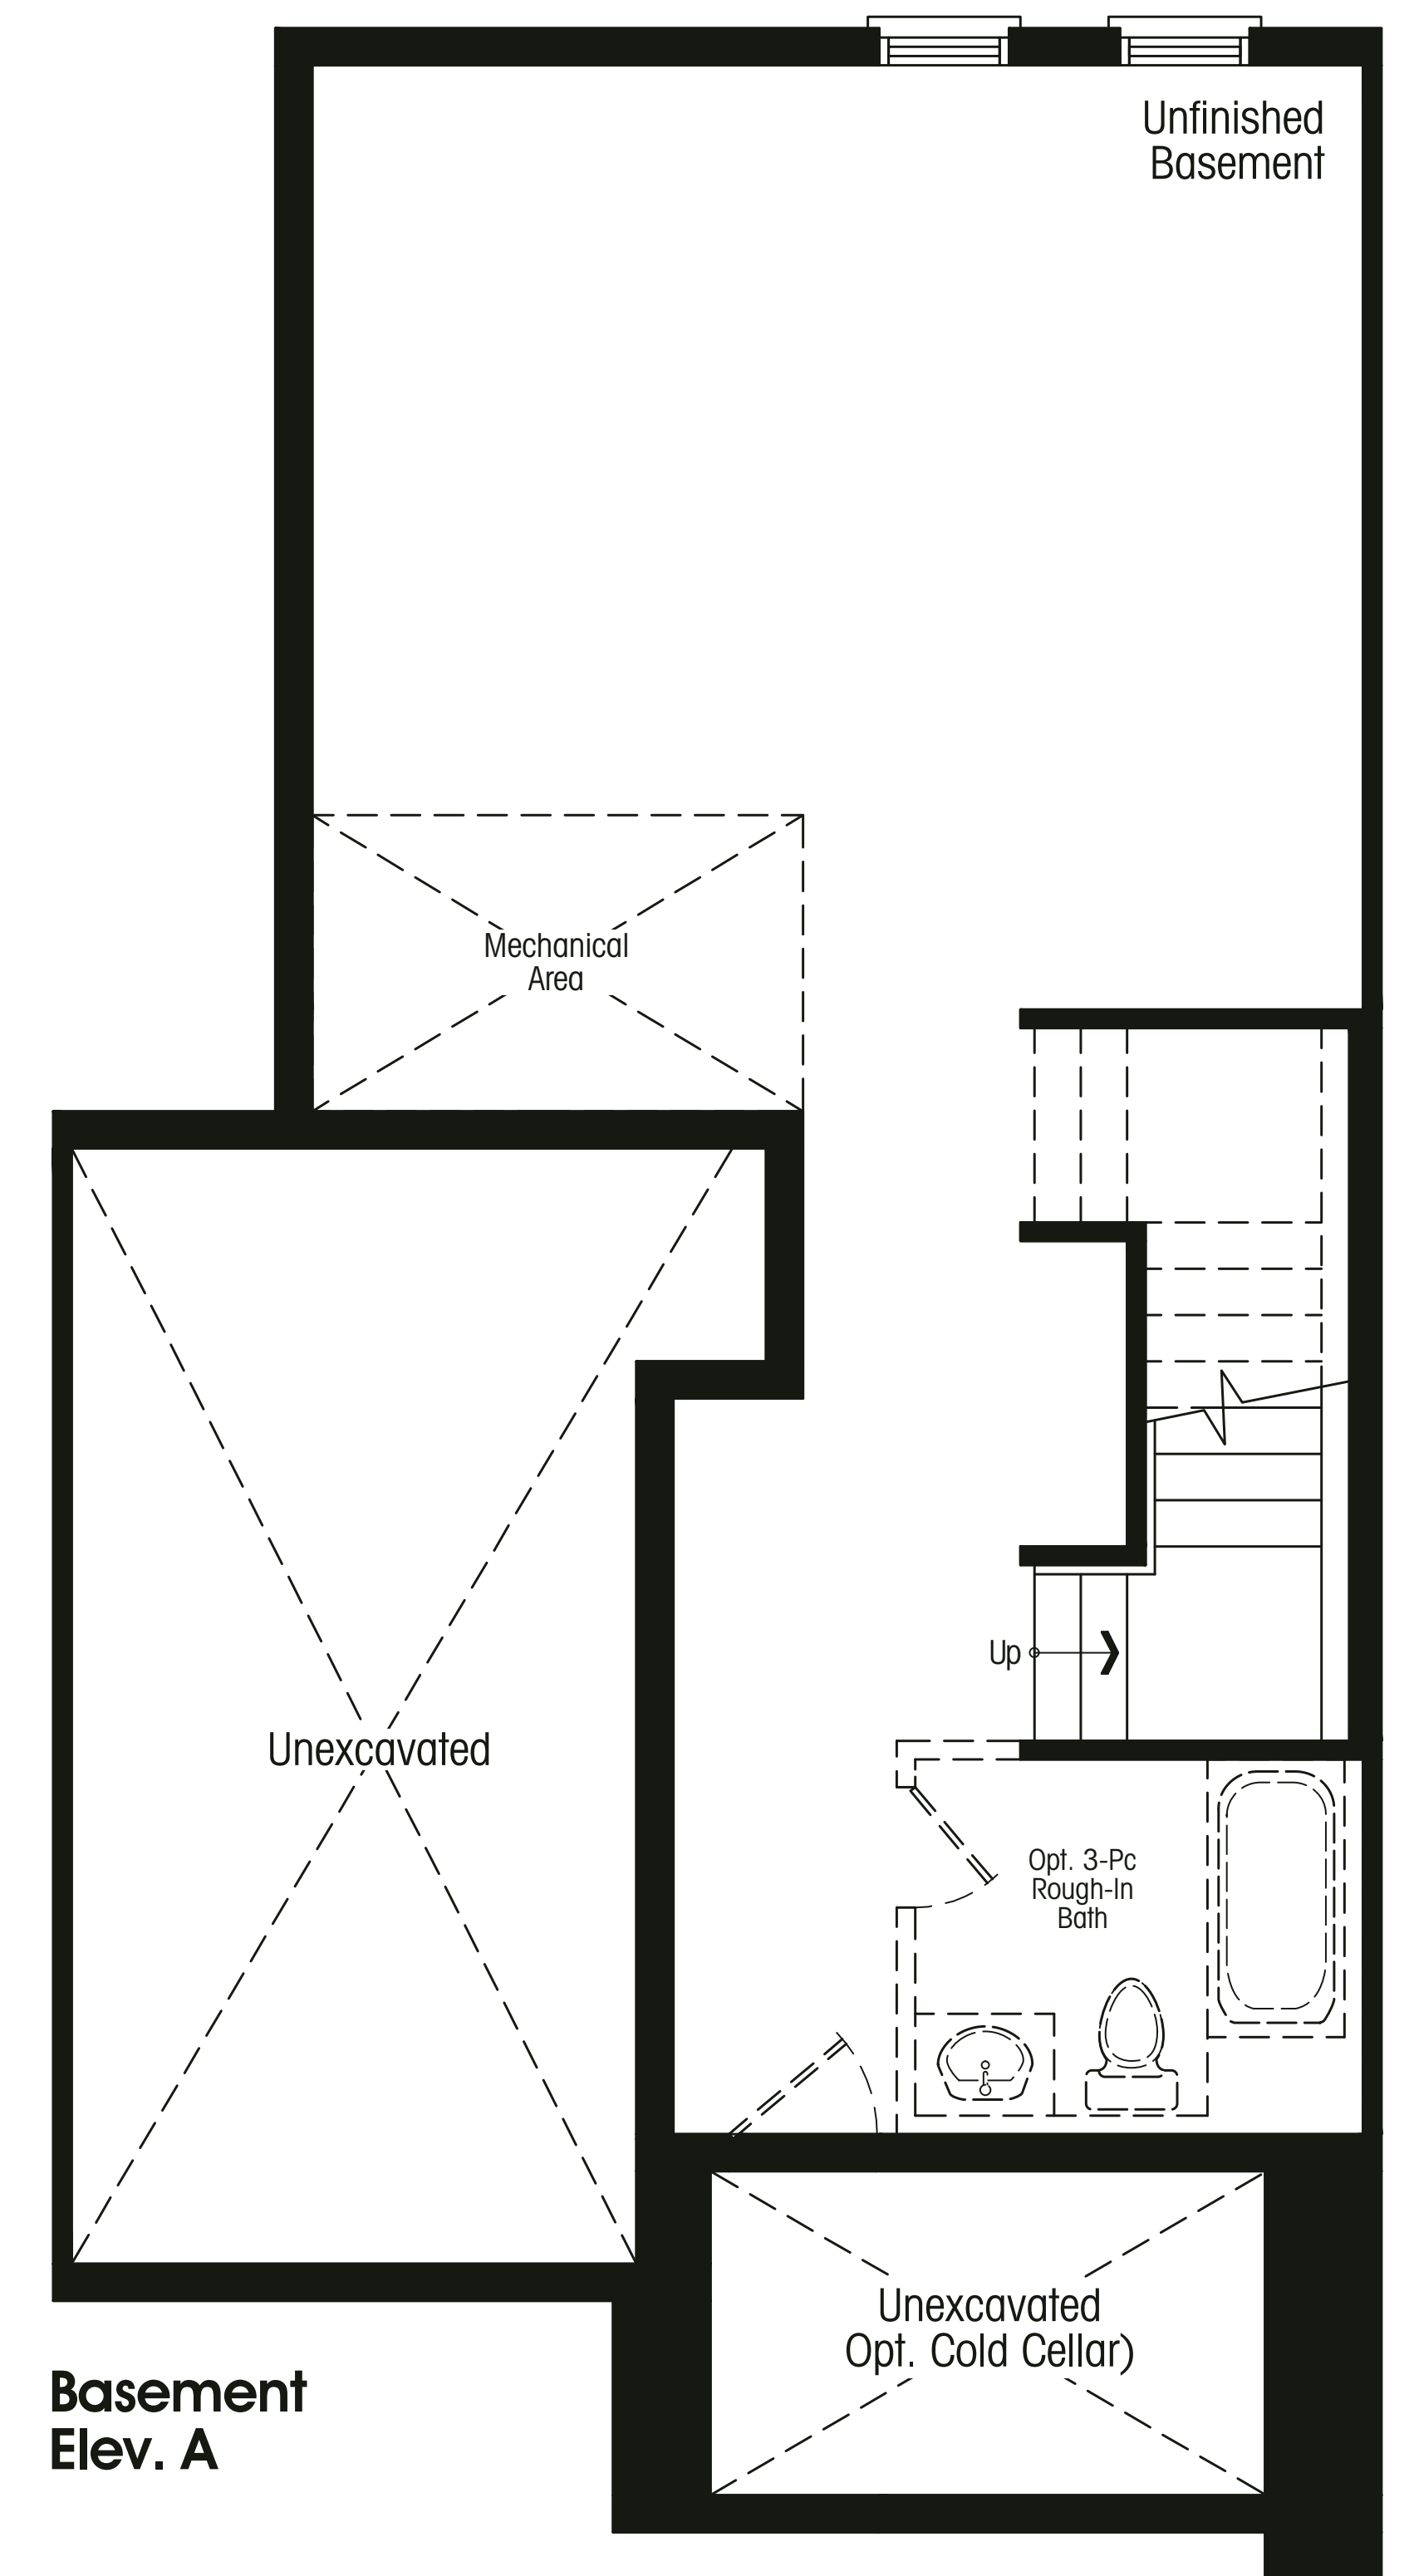 Unfinished
Basement
Mechanical
Area
Up
Unexcavated
Opt. 3-Pc
Rough-In
Bath
Unexcavated
Opt. Cold Cellar)
Basement
Elev. A